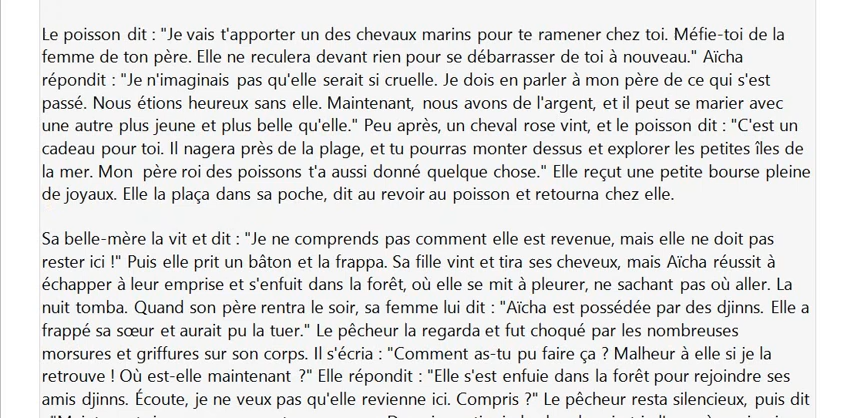 Le poisson dit : "Je vais t'apporter un des chevaux marins pour te ramener chez toi. Méfie-toi de la
femme de ton père. Elle ne reculera devant rien pour se débarrasser de toi à nouveau." Aïcha
répondit : "Je n'imaginais pas qu'elle serait si cruelle. Je dois en parler à mon père de ce qui s'est
passé. Nous étions heureux sans elle. Maintenant, nous avons de l'argent, et il peut se marier avec
une autre plus jeune et plus belle qu'elle." Peu après, un cheval rose vint, et le poisson dit : "C'est un
cadeau pour toi. Il nagera près de la plage, et tu pourras monter dessus et explorer les petites îles de
la mer. Mon père roi des poissons t'a aussi donné quelque chose." Elle reçut une petite bourse pleine
de joyaux. Elle la plaça dans sa poche, dit au revoir au poisson et retourna chez elle.
Sa belle-mère la vit et dit : "Je ne comprends pas comment elle est revenue, mais elle ne doit pas
rester ici !" Puis elle prit un bâton et la frappa. Sa fille vint et tira ses cheveux, mais Aïcha réussit à
échapper à leur emprise et s'enfuit dans la forêt, où elle se mit à pleurer, ne sachant pas où aller. La
nuit tomba. Quand son père rentra le soir, sa femme lui dit : "Aïcha est possédée par des djinns. Elle a
frappé sa sœur et aurait pu la tuer." Le pêcheur la regarda et fut choqué par les nombreuses
morsures et griffures sur son corps. Il s'écria : "Comment as-tu pu faire ça ? Malheur à elle si je la
retrouve ! Où est-elle maintenant ?" Elle répondit : "Elle s'est enfuie dans la forêt pour rejoindre ses
amis djinns. Écoute, je ne veux pas qu'elle revienne ici. Compris ?" Le pêcheur resta silencieux, puis dit